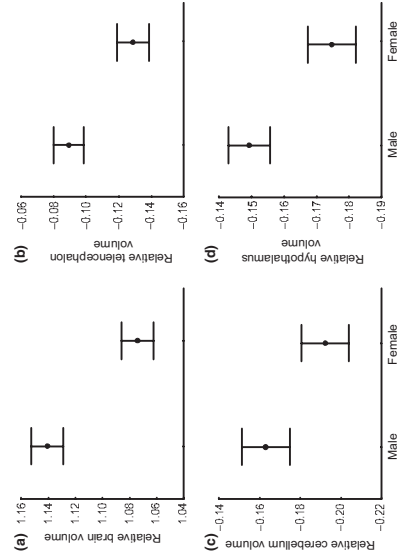 (a)
Relative brain volume
1.16
1.14
1.12
1.10
1.08
1.06
1.04
(b)
Relative telencephalon
volume
−0.06
−0.08
−0.10
−0.12
−0.14
−0.16
(c)
Relative cerebellum volume
−0.14
−0.16
−0.18
−0.20
−0.22
Male
Female
(d)
Relative hypothalamus
volume
−0.14
−0.15
−0.16
−0.17
−0.18
−0.19
Male
Female